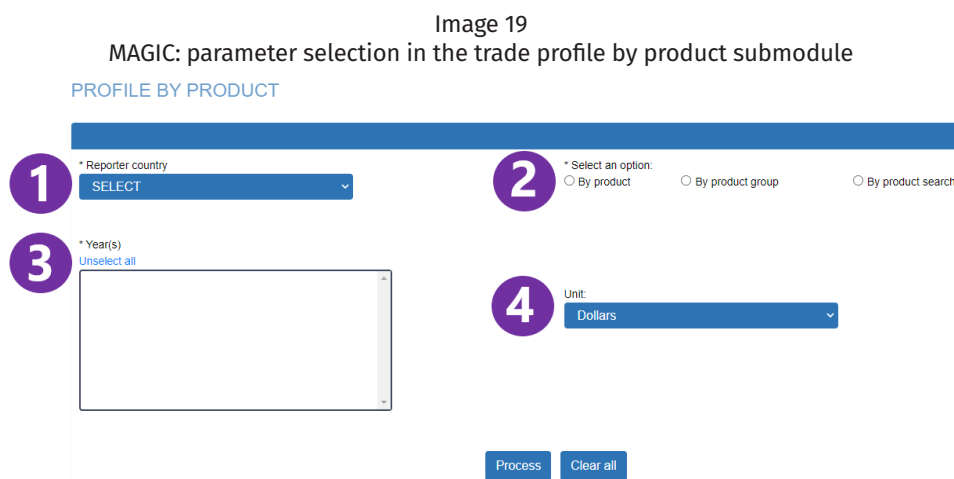 Image 19
MAGIC: parameter selection in the trade profile by product submodule
PROFILE BY PRODUCT
1
* Reporter country
SELECT
2
* Select an option:
By product
By product group
By product search
3
* Year(s)
Unselect all
4
Unit:
Dollars
Process
Clear all